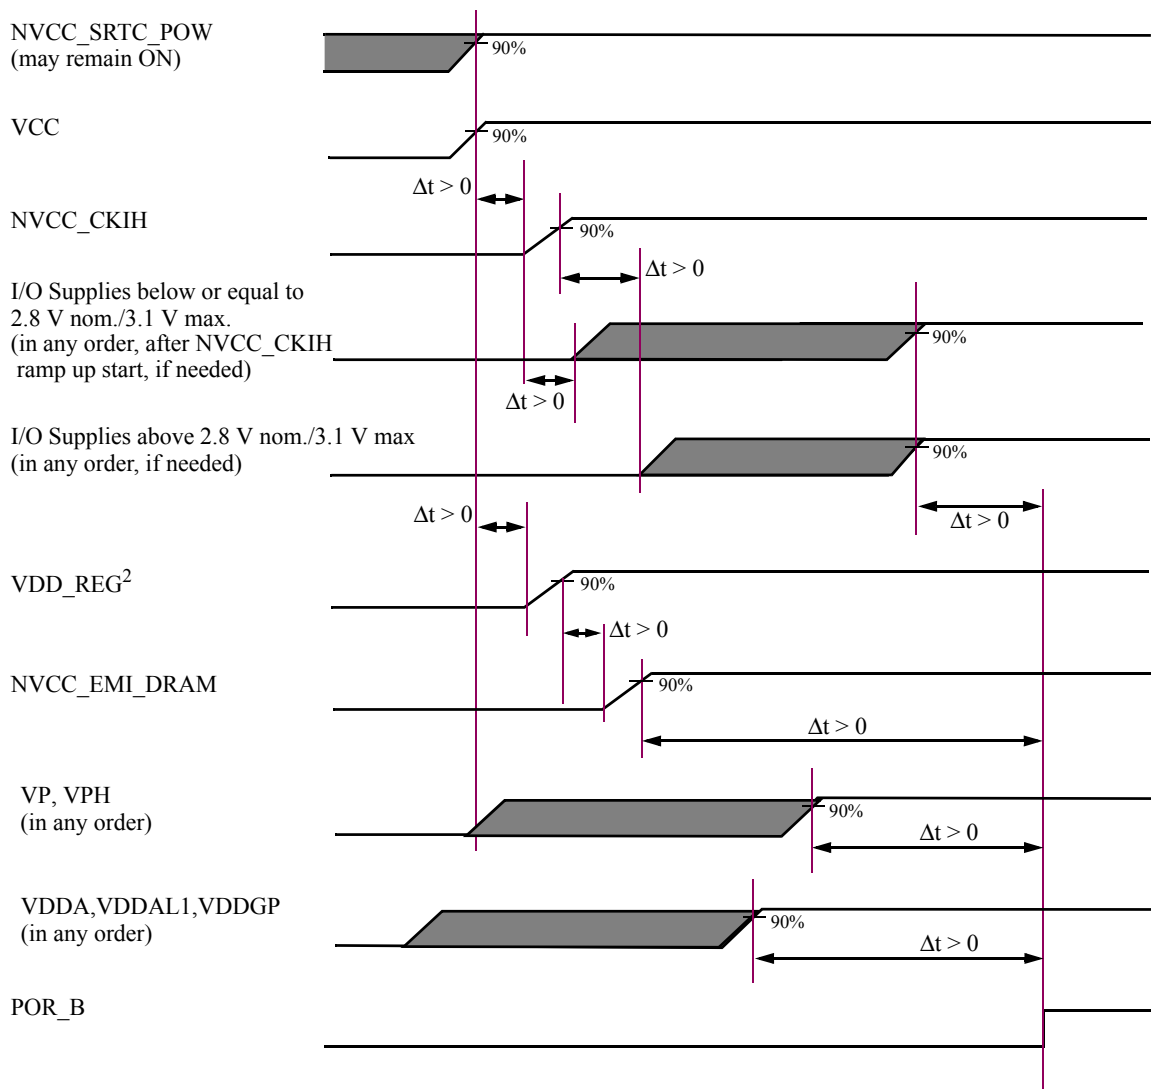 NVCC_SRTC_POW
(may remain ON)
90%
VCC
90%
Δt > 0
NVCC_CKIH
90%
Δt > 0
I/O Supplies below or equal to
2.8 V nom./3.1 V max.
(in any order, after NVCC_CKIH
ramp up start, if needed)
90%
Δt > 0
I/O Supplies above 2.8 V nom./3.1 V max
(in any order, if needed)
90%
Δt > 0
Δt > 0
VDD_REG2
90%
Δt > 0
NVCC_EMI_DRAM
90%
Δt > 0
VP, VPH
(in any order)
90%
Δt > 0
VDDA,VDDAL1,VDDGP
(in any order)
90%
Δt > 0
POR_B